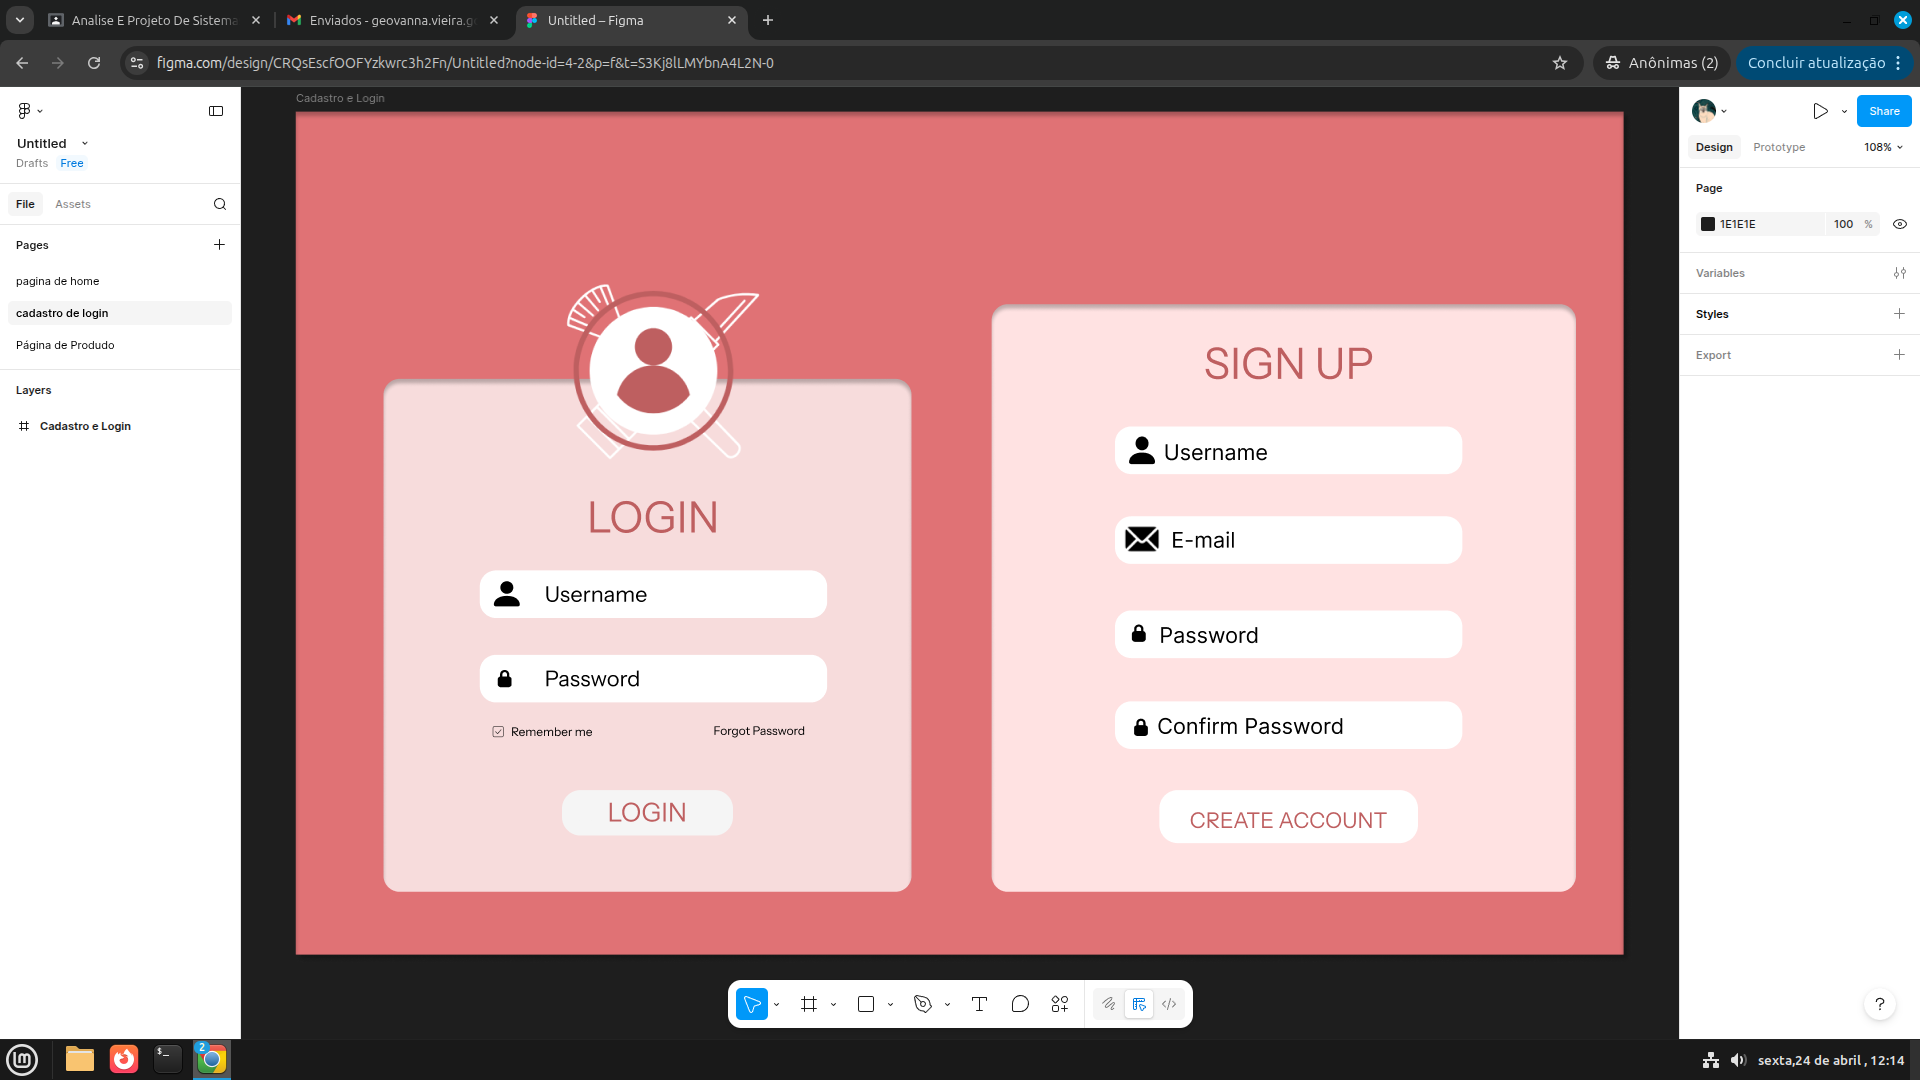 Analise E Projeto De Sistema
Enviados - geovanna.vieira.g
Untitled – Figma
figma.com/design/CRQsEscfOOFYzkwrc3h2Fn/Untitled?node-id=4-2&p=f&t=S3Kj8lLMYbnA4L2N-0
Anônimas (2)
Concluir atualização
Untitled
Drafts
Free
File
Assets
Pages
pagina de home
cadastro de login
Página de Produdo
Layers
Cadastro e Login
Cadastro e Login
LOGIN
Username
Password
Remember me
Forgot Password
LOGIN
SIGN UP
Username
E-mail
Password
Confirm Password
CREATE ACCOUNT
Share
Design
Prototype
108%
Page
1E1E1E
100
%
Variables
Styles
Export
?
2
sexta,24 de abril , 12:14